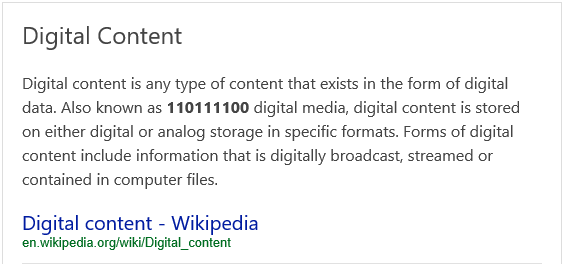 Digital Content
Digital content is any type of content that exists in the form of digital
data. Also known as 110111100 digital media, digital content is stored
on either digital or analog storage in specific formats. Forms of digital
content include information that is digitally broadcast, streamed or
contained in computer files.
Digital content - Wikipedia
en.wikipedia.org/wiki/Digital_content